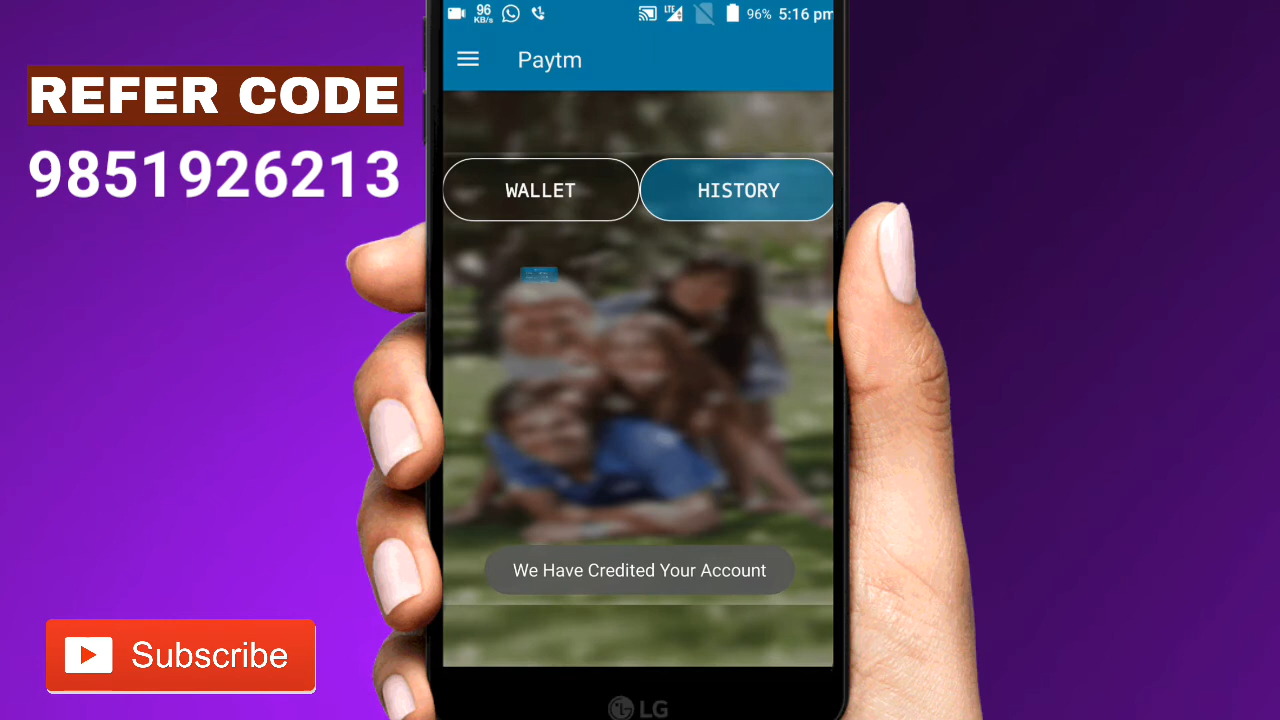 REFER CODE
9851926213
96 KB/s
LTE
96% 5:16 pm
Paytm
WALLET
HISTORY
We Have Credited Your Account
Subscribe
LG